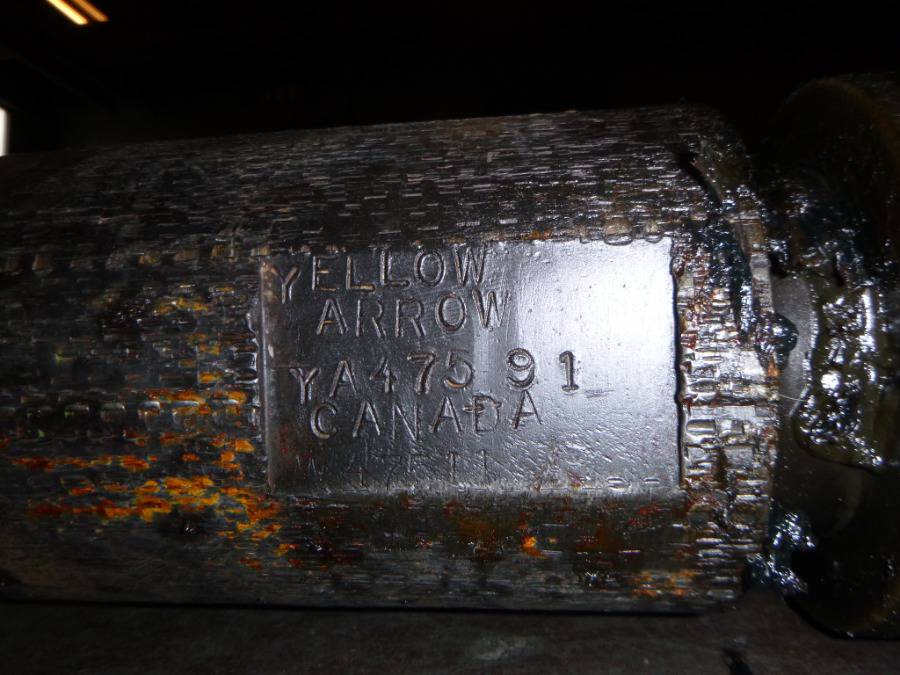 YELLOW
ARROW
YA475 91
CANADA